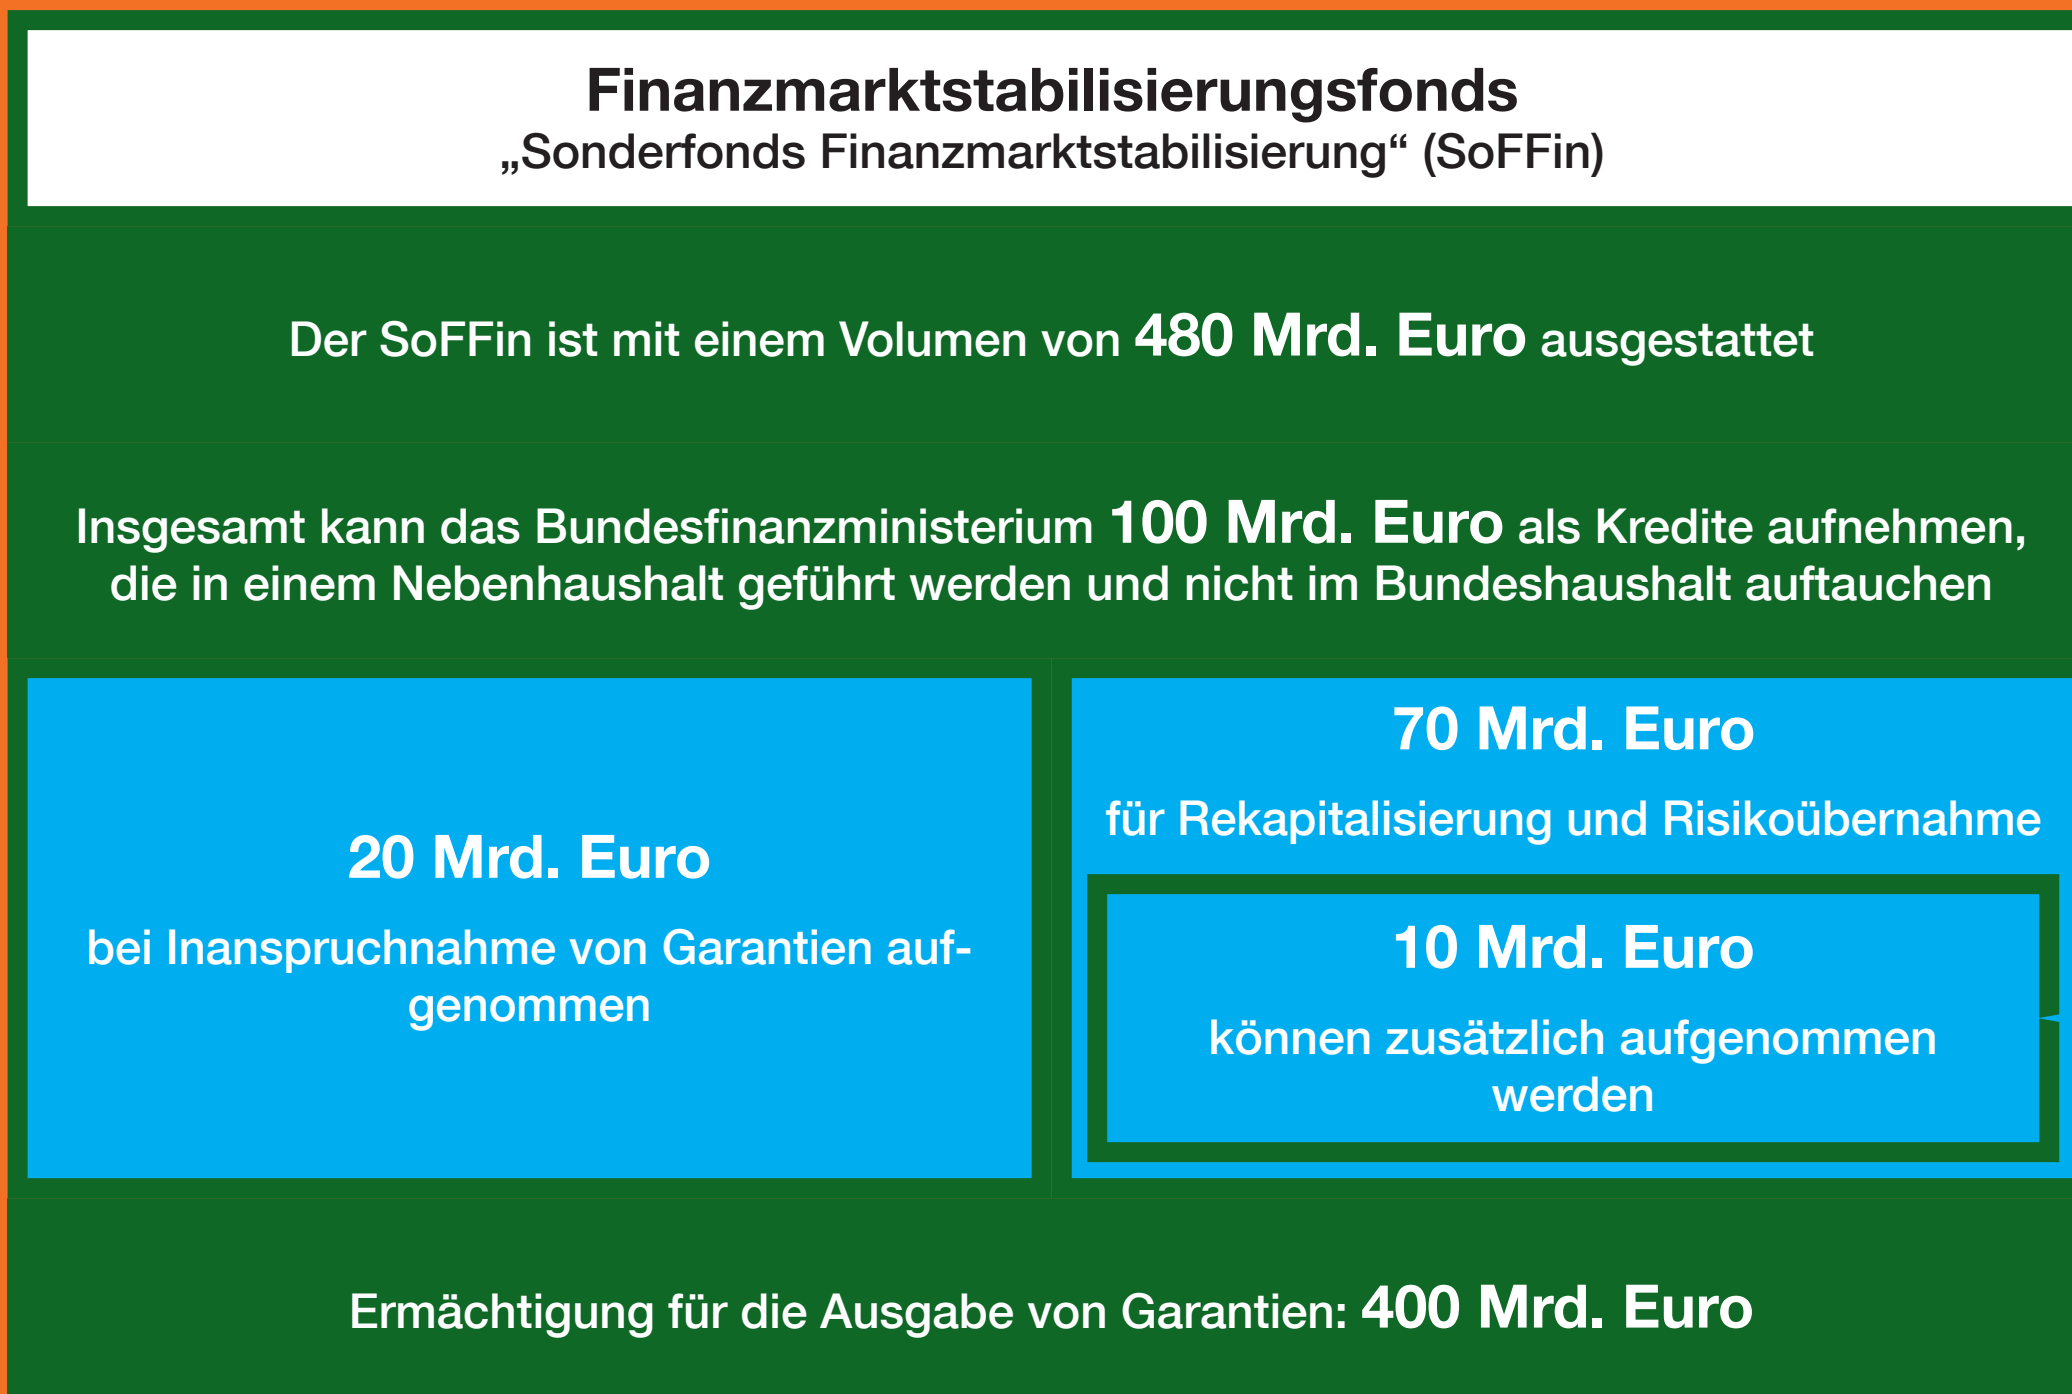 Finanzmarktstabilisierungsfonds
„Sonderfonds Finanzmarktstabilisierung“ (SoFFin)
Der SoFFin ist mit einem Volumen von 480 Mrd. Euro ausgestattet
Insgesamt kann das Bundesfinanzministerium 100 Mrd. Euro als Kredite aufnehmen,
die in einem Nebenhaushalt geführt werden und nicht im Bundeshaushalt auftauchen
20 Mrd. Euro
bei Inanspruchnahme von Garantien auf-
genommen
70 Mrd. Euro
für Rekapitalisierung und Risikoübernahme
10 Mrd. Euro
können zusätzlich aufgenommen
werden
Ermächtigung für die Ausgabe von Garantien: 400 Mrd. Euro